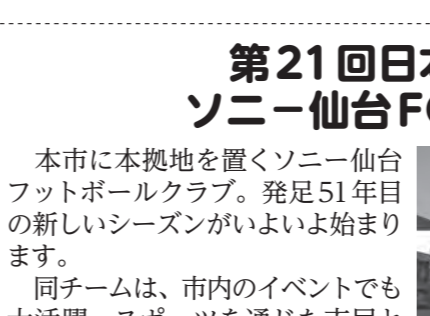 第21回日本
ソニー仙台FC
本市に本拠地を置くソニー仙台
フットボールクラブ。発足51年目
の新しいシーズンがいよいよ始まり
ます。
同チームは、市内のイベントでも